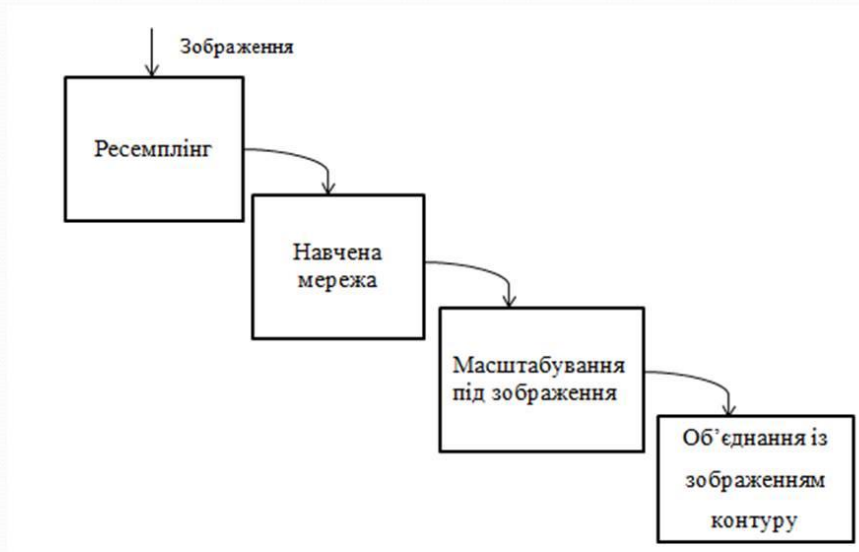 Зображення
Ресемплінг
Навчена
мережа
Масштабування
під зображення
Об’єднання із
зображенням
контуру